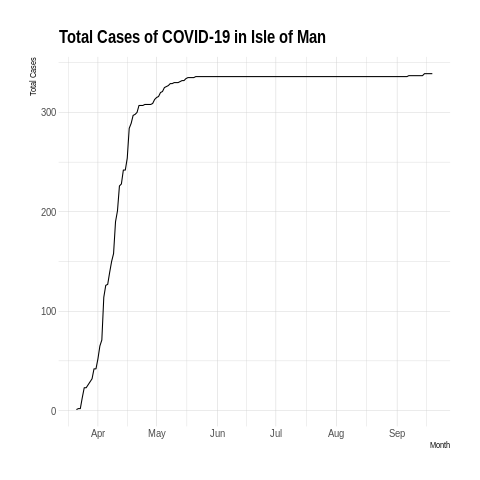 Total Cases of COVID-19 in Isle of Man
Total Cases
300
200
100
0
Apr May Jun Jul Aug Sep
Month